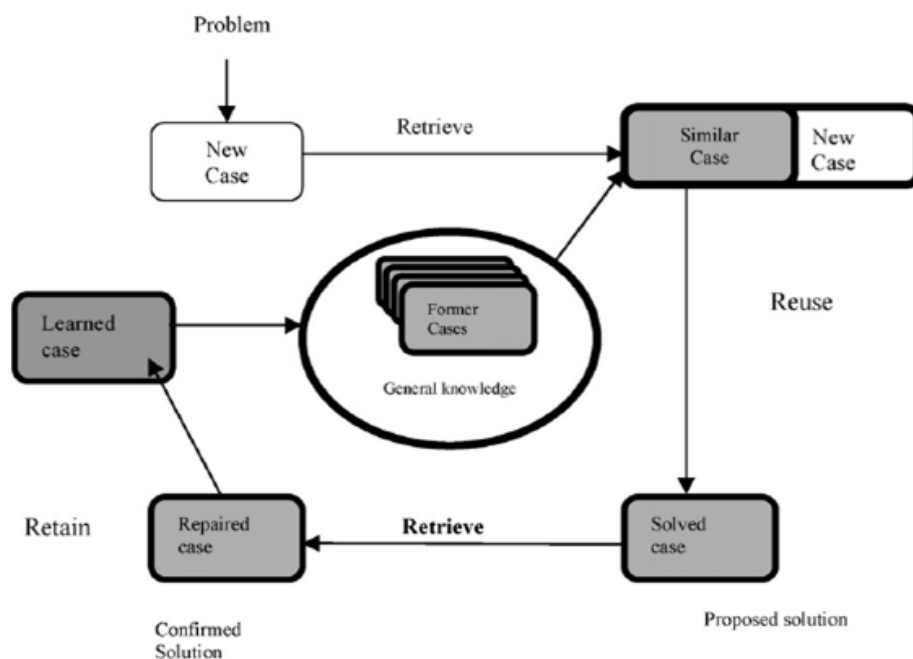 Problem
New
Case
Retrieve
Similar
Case
New
Case
Learned
case
Former
Cases
General knowledge
Reuse
Retain
Repaired
case
Retrieve
Solved
case
Confirmed
Solution
Proposed solution